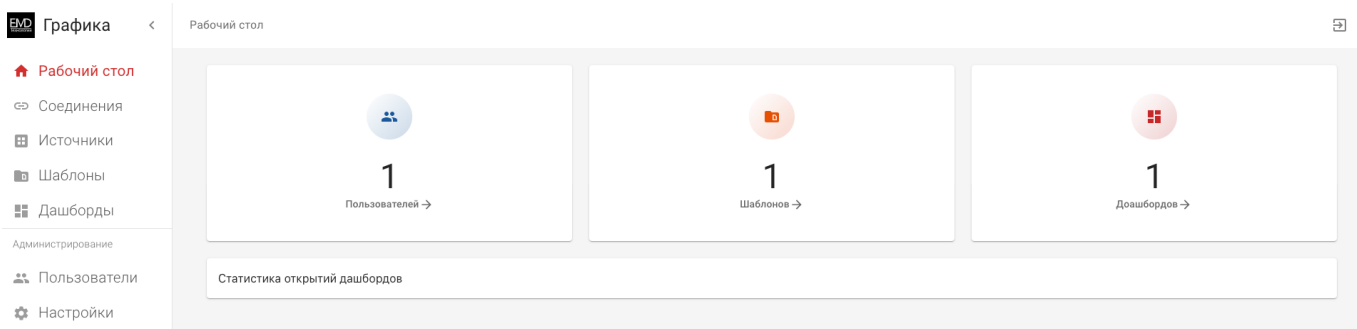 EMD
Графика
Рабочий стол
Соединения
Источники
Шаблоны
Дашборды
Администрирование
Пользователи
Настройки
Рабочий стол
1
Пользователей
1
Шаблонов
1
Доашбордов
Статистика открытий дашбордов